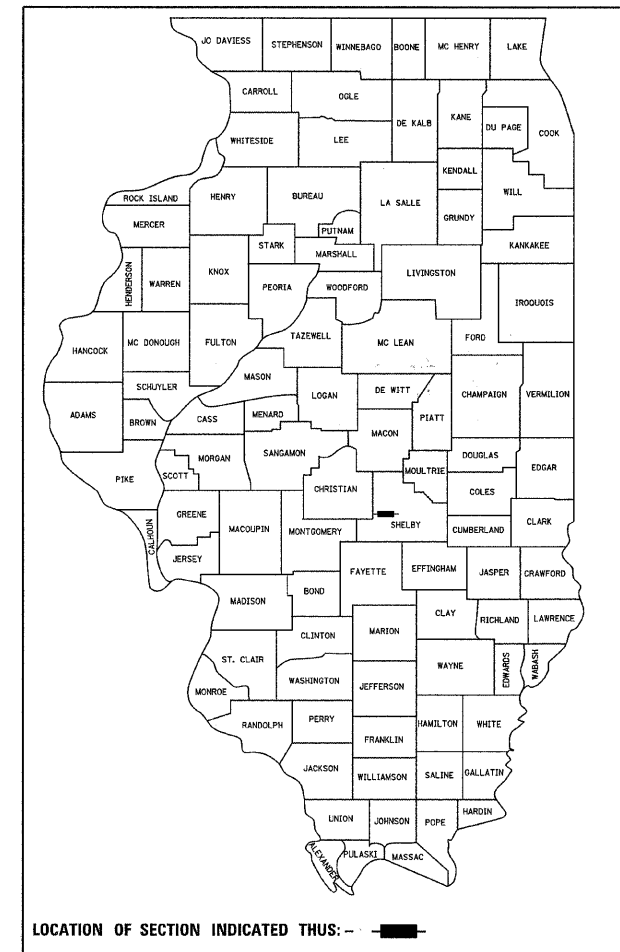 JO DAVIESS STEPHENSON WINNEBAGO BOONE MC HENRY LAKE
CARROLL OGLE
DE KALB KANE DU PAGE COOK
WHITESIDE LEE
KENDALL WILL
ROCK ISLAND HENRY BUREAU LA SALLE
MERCER PUTNAM GRUNDY
STARK MARSHALL KANKAKEE
HENDERSON WARREN KNOX LIVINGSTON
PEORIA WOODFORD IROQUOIS
HANCOCK MC DONOUGH FULTON TAZEWELL MC LEAN FORD
MASON
SCHUYLER LOGAN DE WITT CHAMPAIGN VERMILION
ADAMS BROWN CASS MENARD PIATT
MACON
MORGAN SANGAMON DOUGLAS
PIKE SCOTT MOULTRIE EDGAR
CHRISTIAN COLES
GREENE SHELBY
CALHOUN MACOUPIN MONTGOMERY CUMBERLAND CLARK
JERSEY
FAYETTE EFFINGHAM JASPER CRAWFORD
MADISON BOND
CLAY
CLINTON MARION RICHLAND LAWRENCE
ST. CLAIR WAYNE EDWARDS WABASH
WASHINGTON JEFFERSON
MONROE
RANDOLPH PERRY HAMILTON WHITE
FRANKLIN
JACKSON WILLIAMSON SALINE GALLATIN
UNION JOHNSON POPE HARDIN
ALEXANDER PULASKI MASSAC
LOCATION OF SECTION INDICATED THUS: -